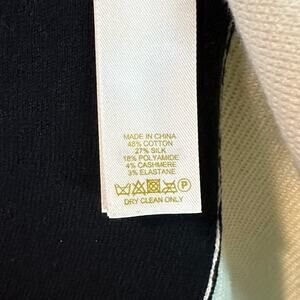 MADE IN CHINA
48% COTTON
27% SILK
18% POLYAMIDE
4% CASHMERE
3% ELASTANE
P
DRY CLEAN ONLY